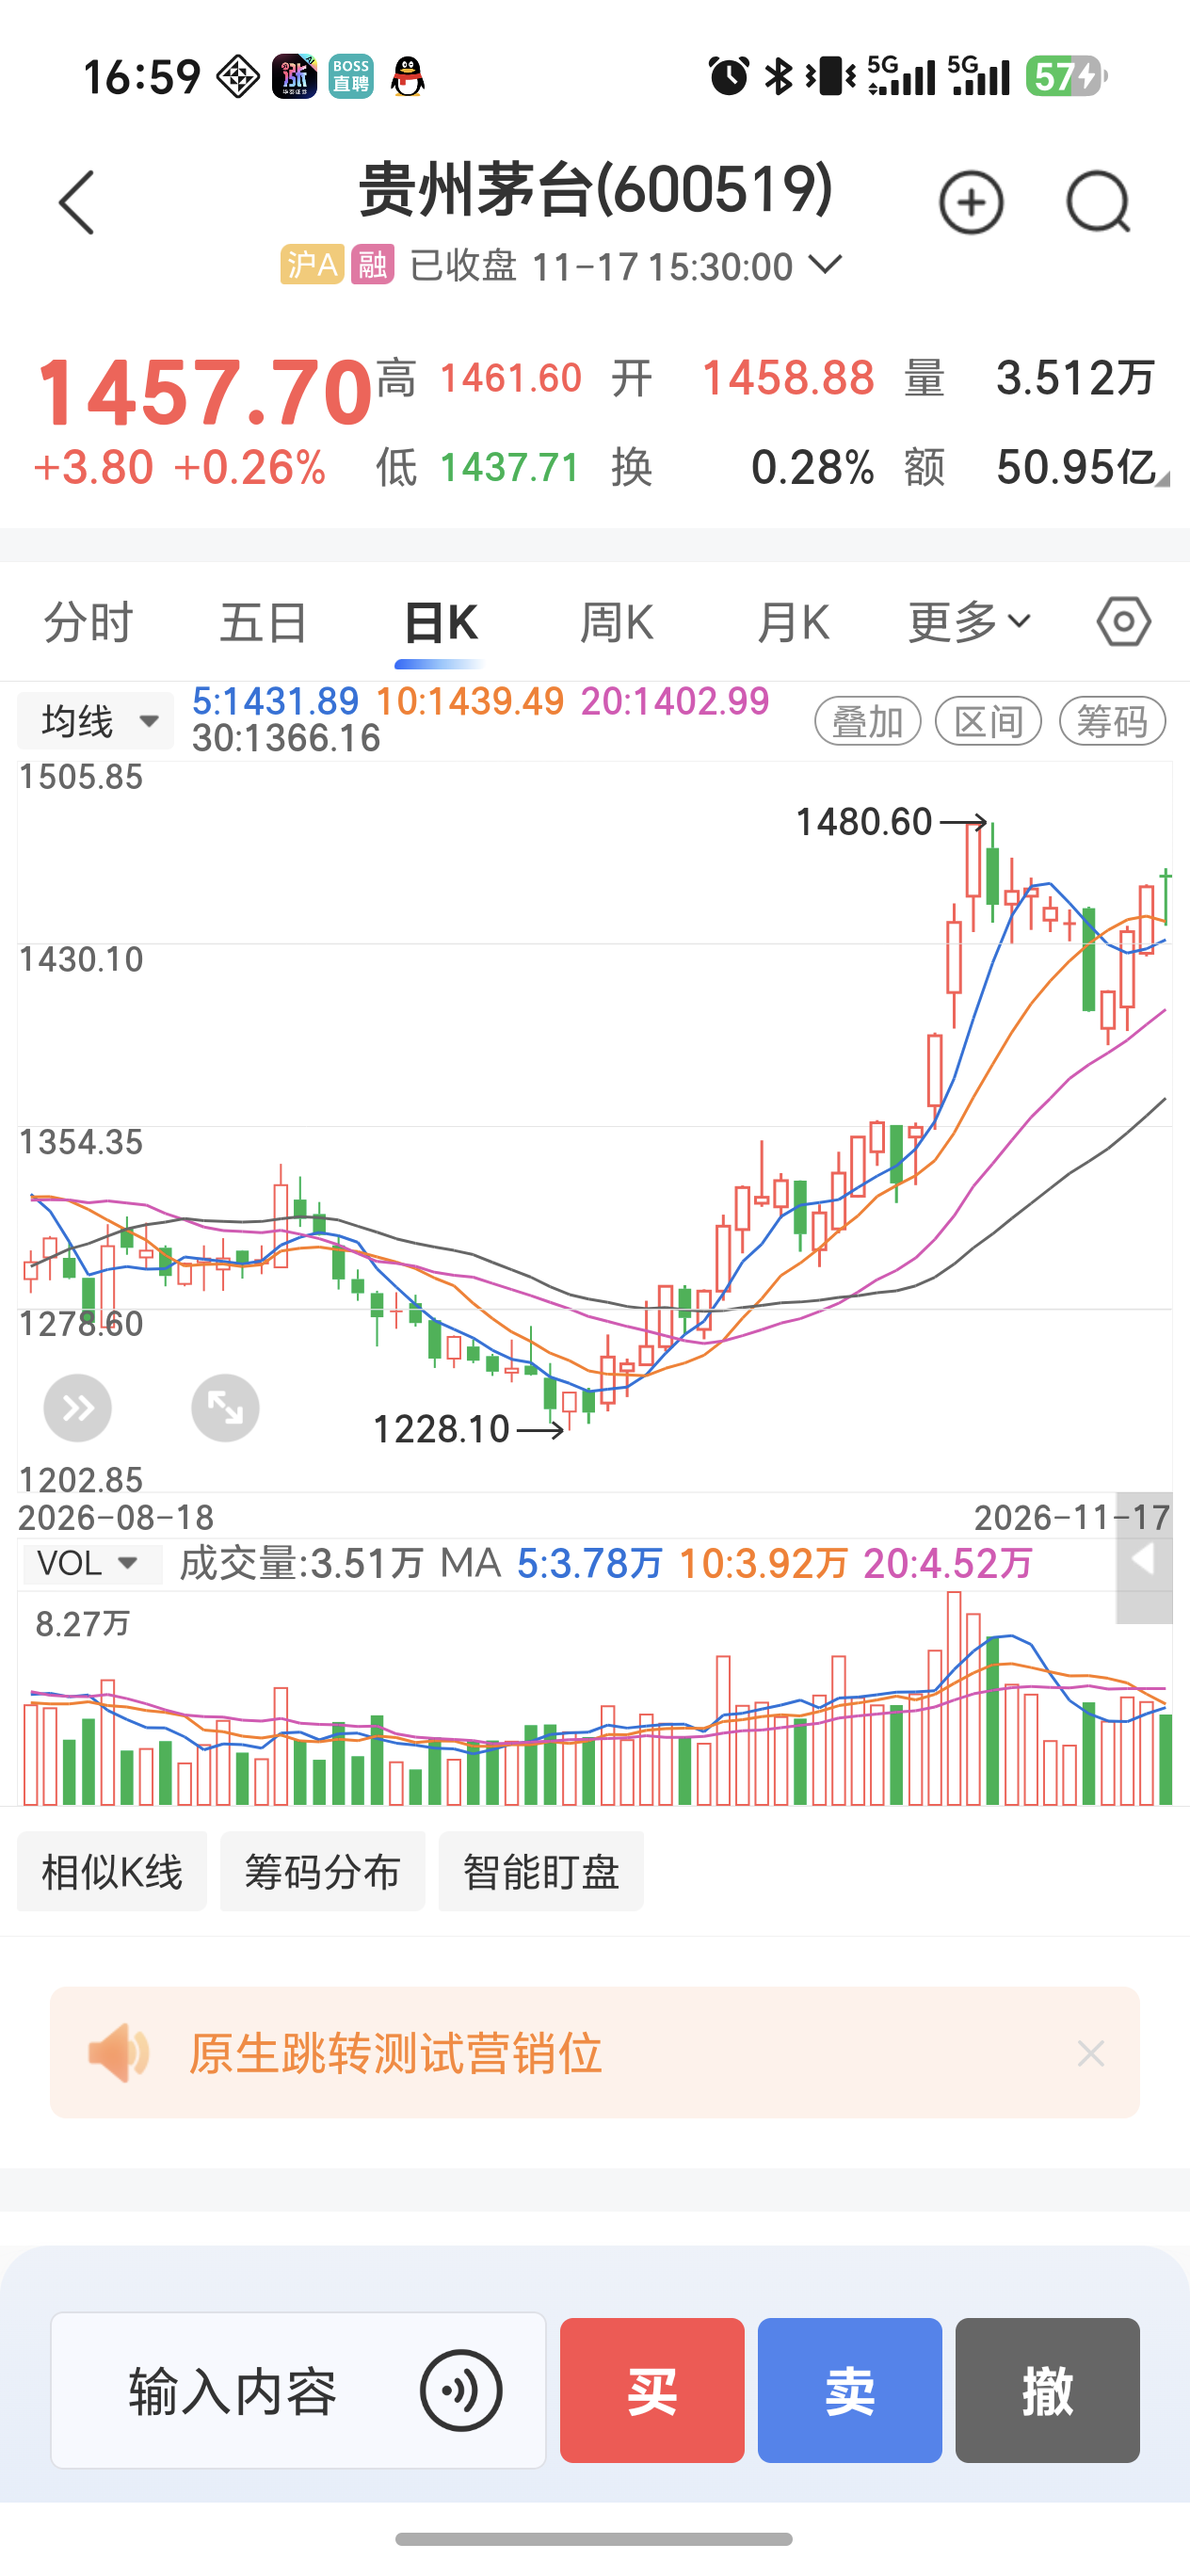 16:59
涨
BOSS
直聘
5G
5G
57
贵州茅台(600519)
沪A 融 已收盘 11-17 15:30:00
1457.70
高 1461.60 开 1458.88 量 3.512万
+3.80 +0.26% 低 1437.71 换 0.28% 额 50.95亿
分时 五日 日K 周K 月K 更多
均线 5:1431.89 10:1439.49 20:1402.99
30:1366.16
叠加 区间 筹码
1505.85
1480.60
1430.10
1354.35
1278.60
1228.10
1202.85
2026-08-18 2026-11-17
VOL 成交量:3.51万 MA 5:3.78万 10:3.92万 20:4.52万
8.27万
相似K线 筹码分布 智能盯盘
原生跳转测试营销位
输入内容 买 卖 撤